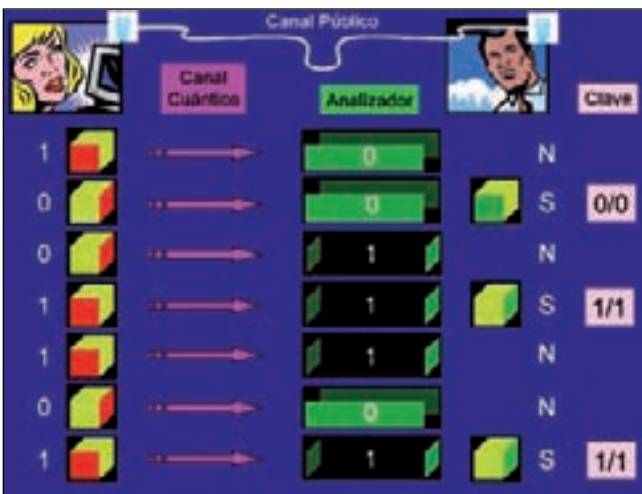 Canal Público
Canal
Cuántico
Analizador
Clave
1 0 N
0 0 S 0/0
0 1 N
1 1 S 1/1
1 1 N
0 0 N
1 1 S 1/1